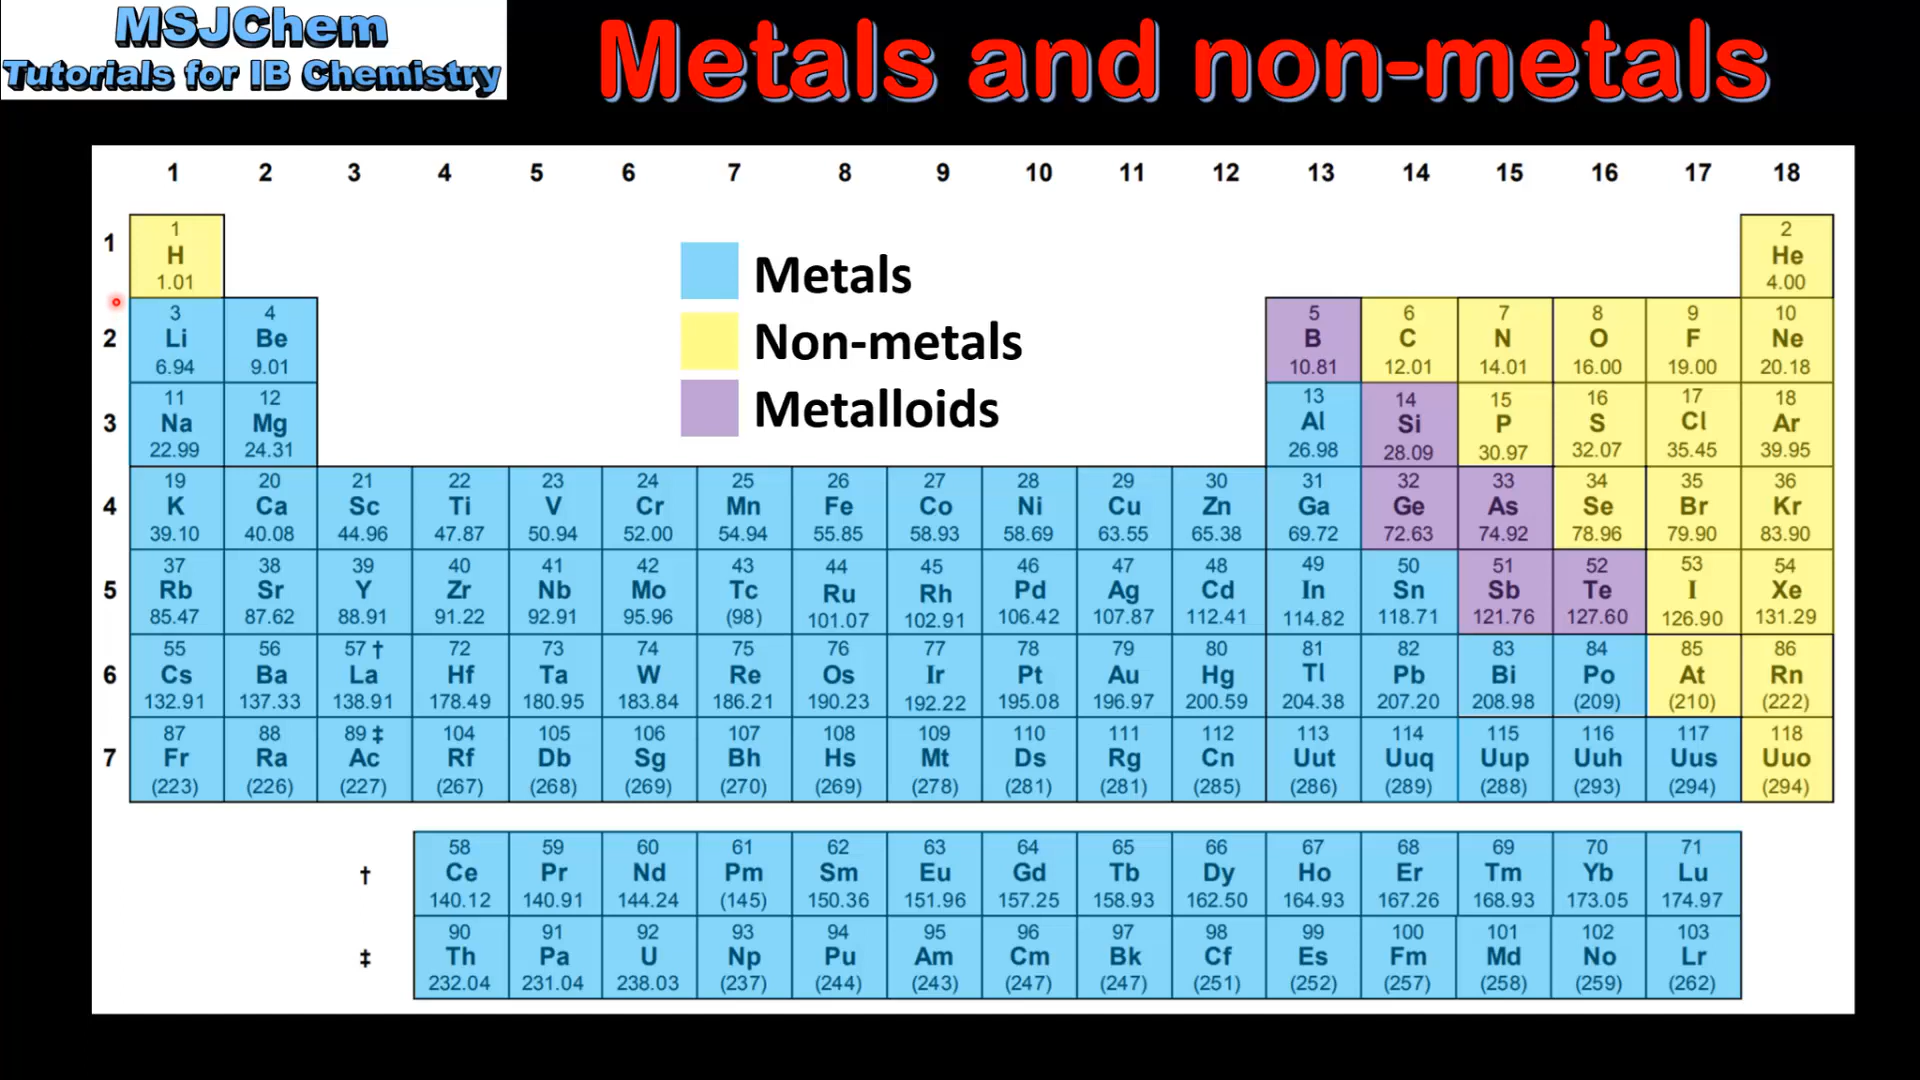 MSJChem
Tutorials for IB Chemistry
Metals and non-metals
1 2 3 4 5 6 7 8 9 10 11 12 13 14 15 16 17 18
1 2
1 H He
1.01 4.00
Metals
Non-metals
Metalloids
3 4 5 6 7 8 9 10
2 Li Be B C N O F Ne
6.94 9.01 10.81 12.01 14.01 16.00 19.00 20.18
11 12 13 14 15 16 17 18
3 Na Mg Al Si P S Cl Ar
22.99 24.31 26.98 28.09 30.97 32.07 35.45 39.95
19 20 21 22 23 24 25 26 27 28 29 30 31 32 33 34 35 36
4 K Ca Sc Ti V Cr Mn Fe Co Ni Cu Zn Ga Ge As Se Br Kr
39.10 40.08 44.96 47.87 50.94 52.00 54.94 55.85 58.93 58.69 63.55 65.38 69.72 72.63 74.92 78.96 79.90 83.90
37 38 39 40 41 42 43 44 45 46 47 48 49 50 51 52 53 54
5 Rb Sr Y Zr Nb Mo Tc Ru Rh Pd Ag Cd In Sn Sb Te I Xe
85.47 87.62 88.91 91.22 92.91 95.96 (98) 101.07 102.91 106.42 107.87 112.41 114.82 118.71 121.76 127.60 126.90 131.29
55 56 57 † 72 73 74 75 76 77 78 79 80 81 82 83 84 85 86
6 Cs Ba La Hf Ta W Re Os Ir Pt Au Hg Tl Pb Bi Po At Rn
132.91 137.33 138.91 178.49 180.95 183.84 186.21 190.23 192.22 195.08 196.97 200.59 204.38 207.20 208.98 (209) (210) (222)
87 88 89 ‡ 104 105 106 107 108 109 110 111 112 113 114 115 116 117 118
7 Fr Ra Ac Rf Db Sg Bh Hs Mt Ds Rg Cn Uut Uuq Uup Uuh Uus Uuo
(223) (226) (227) (267) (268) (269) (270) (269) (278) (281) (281) (285) (286) (289) (288) (293) (294) (294)
58 59 60 61 62 63 64 65 66 67 68 69 70 71
† Ce Pr Nd Pm Sm Eu Gd Tb Dy Ho Er Tm Yb Lu
140.12 140.91 144.24 (145) 150.36 151.96 157.25 158.93 162.50 164.93 167.26 168.93 173.05 174.97
90 91 92 93 94 95 96 97 98 99 100 101 102 103
‡ Th Pa U Np Pu Am Cm Bk Cf Es Fm Md No Lr
232.04 231.04 238.03 (237) (244) (243) (247) (247) (251) (252) (257) (258) (259) (262)